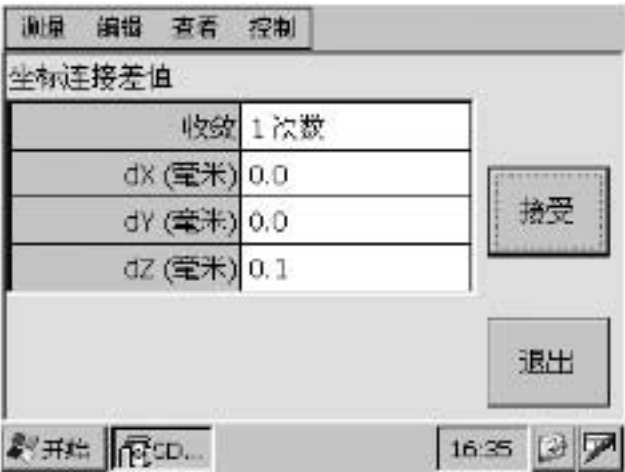 测量 编辑 查看 控制
坐标连接差值
收敛 1 次数
dX (毫米) 0.0
dY (毫米) 0.0
dZ (毫米) 0.1
接受
退出
开始 SD... 16:35